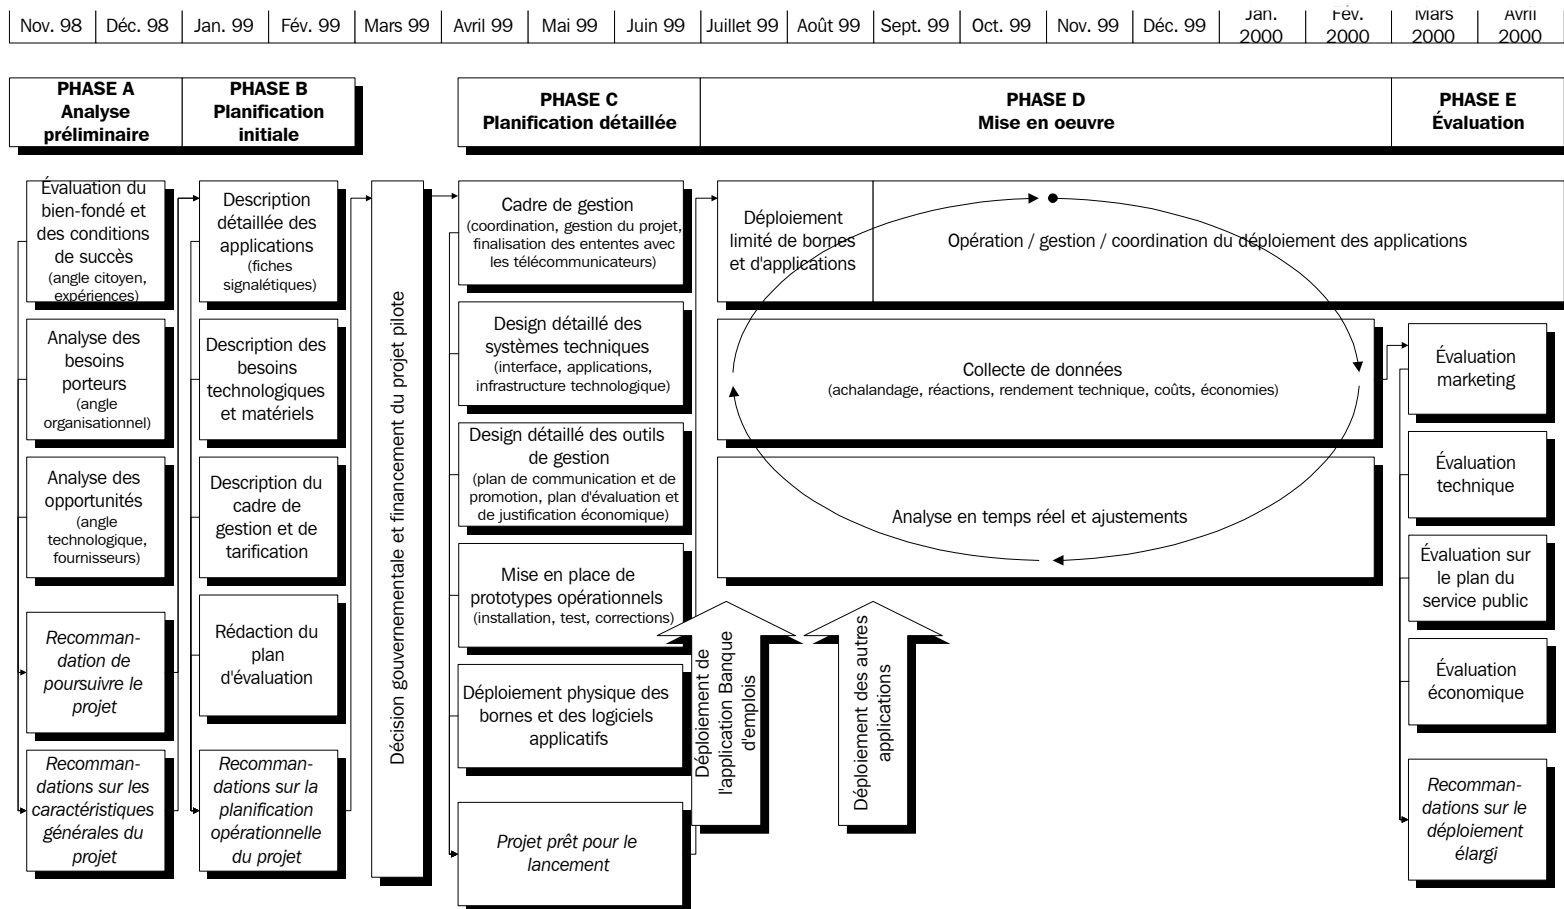 Nov. 98
Déc. 98
Jan. 99
Fév. 99
Mars 99
Avril 99
Mai 99
Juin 99
Juillet 99
Août 99
Sept. 99
Oct. 99
Nov. 99
Déc. 99
Jan.
2000
Fév.
2000
Mars
2000
Avril
2000
PHASE A
Analyse
préliminaire
PHASE B
Planification
initiale
PHASE C
Planification détaillée
PHASE D
Mise en oeuvre
PHASE E
Évaluation
Évaluation du
bien-fondé et
des conditions
de succès
(angle citoyen,
expériences)
Analyse des
besoins
porteurs
(angle
organisationnel)
Analyse des
opportunités
(angle
technologique,
fournisseurs)
Recomman-
dation de
poursuivre le
projet
Recomman-
dations sur les
caractéristiques
générales du
projet
Description
détaillée des
applications
(fiches
signalétiques)
Description des
besoins
technologiques
et matériels
Description du
cadre de
gestion et de
tarification
Rédaction du
plan
d'évaluation
Recomman-
dations sur la
planification
opérationnelle
du projet
Décision gouvernementale et financement du projet pilote
Cadre de gestion
(coordination, gestion du projet,
finalisation des ententes avec
les télécommunicateurs)
Design détaillé des
systèmes techniques
(interface, applications,
infrastructure technologique)
Design détaillé des outils
de gestion
(plan de communication et de
promotion, plan d'évaluation et
de justification économique)
Mise en place de
prototypes opérationnels
(installation, test, corrections)
Déploiement physique des
bornes et des logiciels
applicatifs
Projet prêt pour le
lancement
Déploiement
limité de bornes
et d'applications
Opération / gestion / coordination du déploiement des applications
Collecte de données
(achalandage, réactions, rendement technique, coûts, économies)
Analyse en temps réel et ajustements
Déploiement de
l'application Banque
d'emplois
Déploiement des autres
applications
Évaluation
marketing
Évaluation
technique
Évaluation sur
le plan du
service public
Évaluation
économique
Recomman-
dations sur le
déploiement
élargi